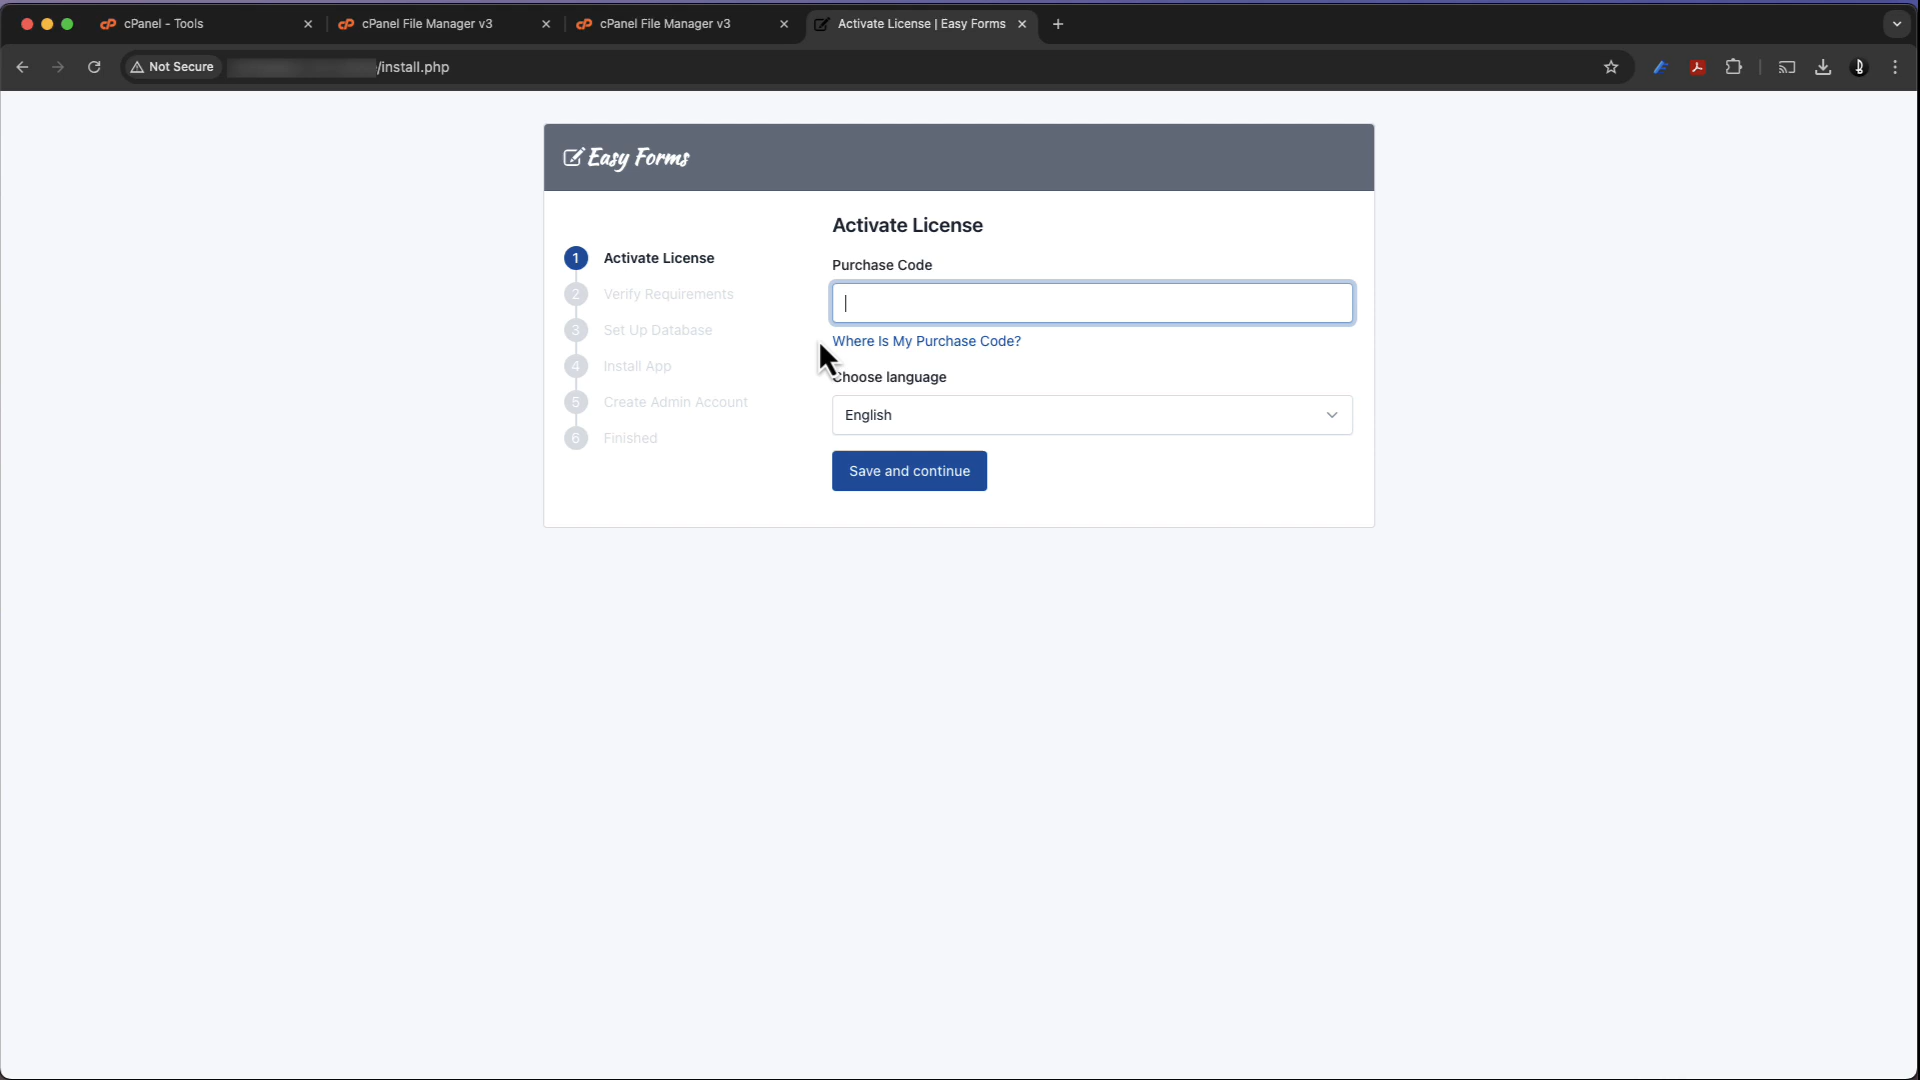 cPanel - Tools
cPanel File Manager v3
cPanel File Manager v3
Activate License | Easy Forms
Not Secure
/install.php
Easy Forms
1 Activate License
2 Verify Requirements
3 Set Up Database
4 Install App
5 Create Admin Account
6 Finished
Activate License
Purchase Code
Where Is My Purchase Code?
Choose language
English
Save and continue